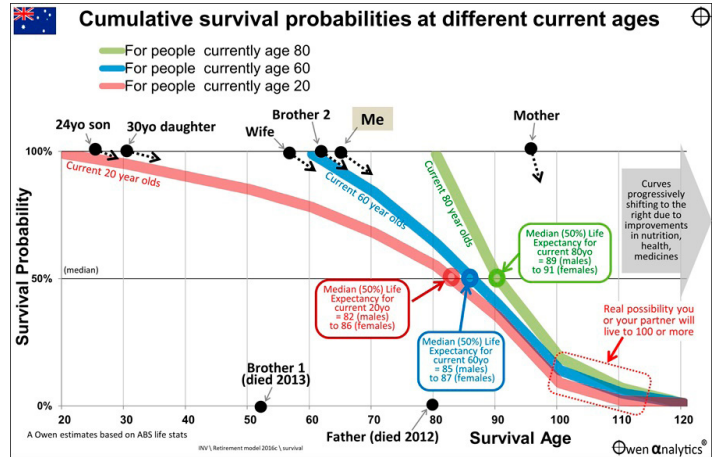 Cumulative survival probabilities at different current ages
For people currently age 80
For people currently age 60
For people currently age 20
24yo son
30yo daughter
Wife
Brother 2
Me
Mother
Survival Probability
100%
50%
0%
(median)
Current 20 year olds
Current 60 year olds
Current 80 year olds
Curves
progressively
shifting to the
right due to
improvements
in nutrition,
health,
medicines
Median (50%) Life
Expectancy for
current 80yo
= 89 (males)
to 91 (females)
Median (50%) Life
Expectancy for
current 20yo
= 82 (males)
to 86 (females)
Median (50%) Life
Expectancy for
current 60yo
= 85 (males)
to 87 (females)
Real possibility you
or your partner will
live to 100 or more
Brother 1
(died 2013)
Father (died 2012)
20 30 40 50 60 70 80 90 100 110 120
Survival Age
A Owen estimates based on ABS life stats
INV \ Retirement model 2016c \ survival
Owen αnalytics®